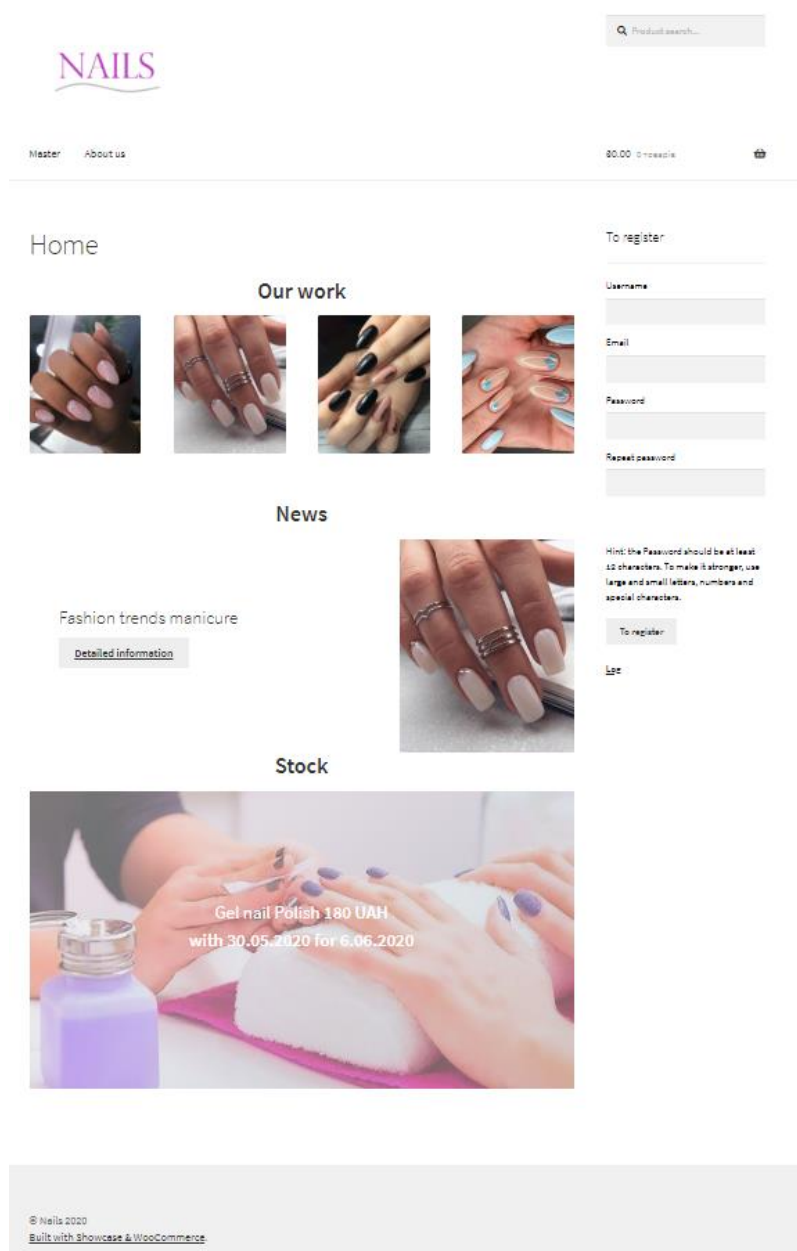 Product search...
NAILS
Master About us
₴0.00
Home
Our work
News
Fashion trends manicure
Detailed information
Stock
Gel nail Polish 180 UAH
with 30.05.2020 for 6.06.2020
To register
Username
Email
Password
Repeat password
Hint: the Password should be at least
12 characters. To make it stronger, use
large and small letters, numbers and
special characters.
To register
Log
© Nails 2020
Built with Showcase & WooCommerce.